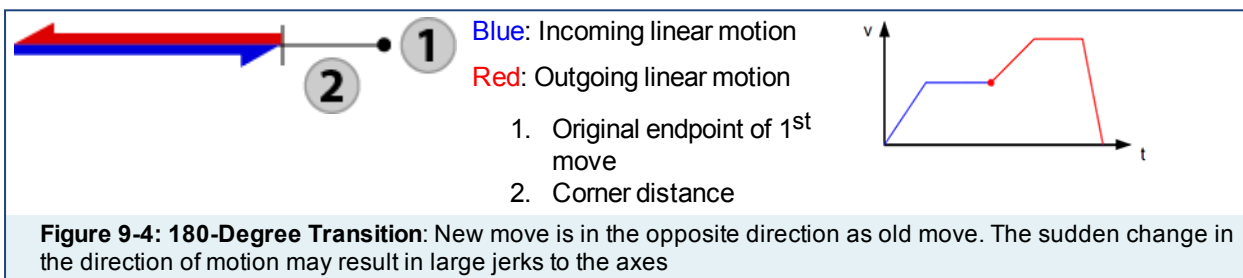 1
2
Blue: Incoming linear motion
Red: Outgoing linear motion
1. Original endpoint of 1st
move
2. Corner distance
v
t
Figure 9-4: 180-Degree Transition: New move is in the opposite direction as old move. The sudden change in
the direction of motion may result in large jerks to the axes